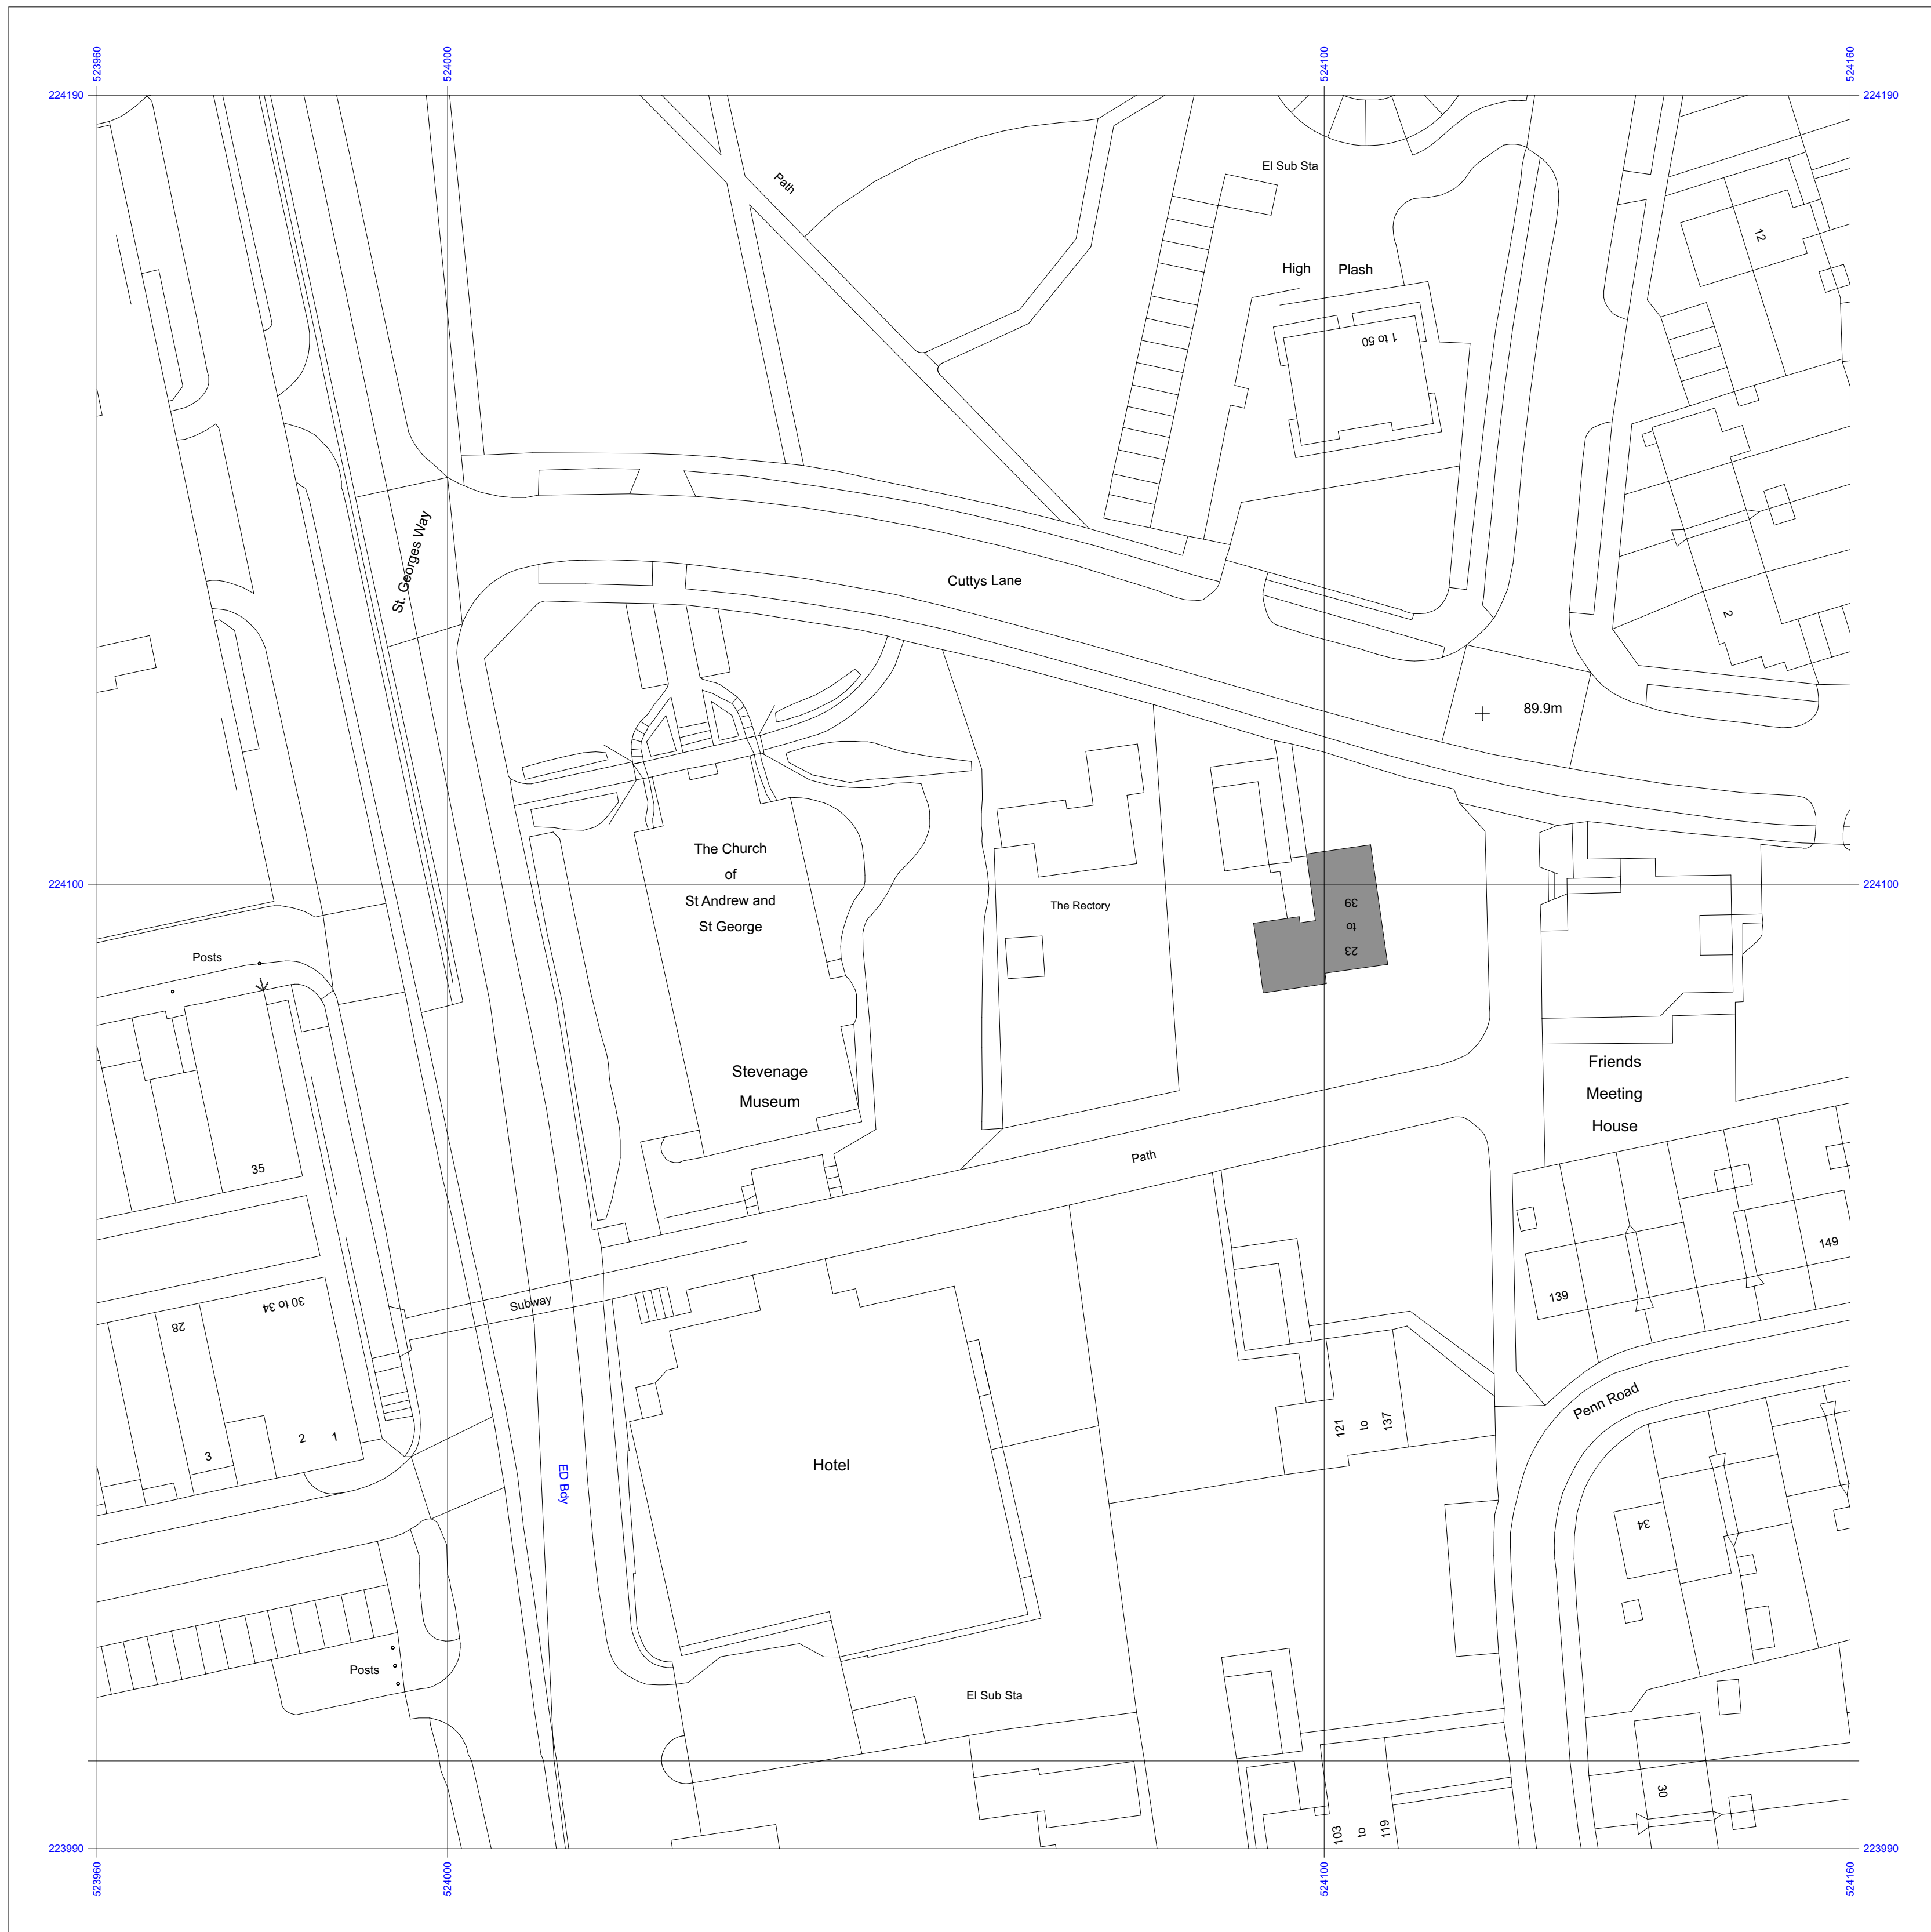 523960
524000
524100
524160
224190
224190
Path
El Sub Sta
12
High Plash
1 to 50
St. Georges Way
Cuttys Lane
2
89.9m
The Church
of
St Andrew and
St George
224100
224100
The Rectory
39
to
23
Posts
Stevenage
Museum
Friends
Meeting
House
Path
35
149
139
Subway
30 to 34
28
Penn Road
121
to
137
3
2
1
Hotel
ED Bdy
34
Posts
El Sub Sta
30
103
to
119
223990
223990
523960
524000
524100
524160